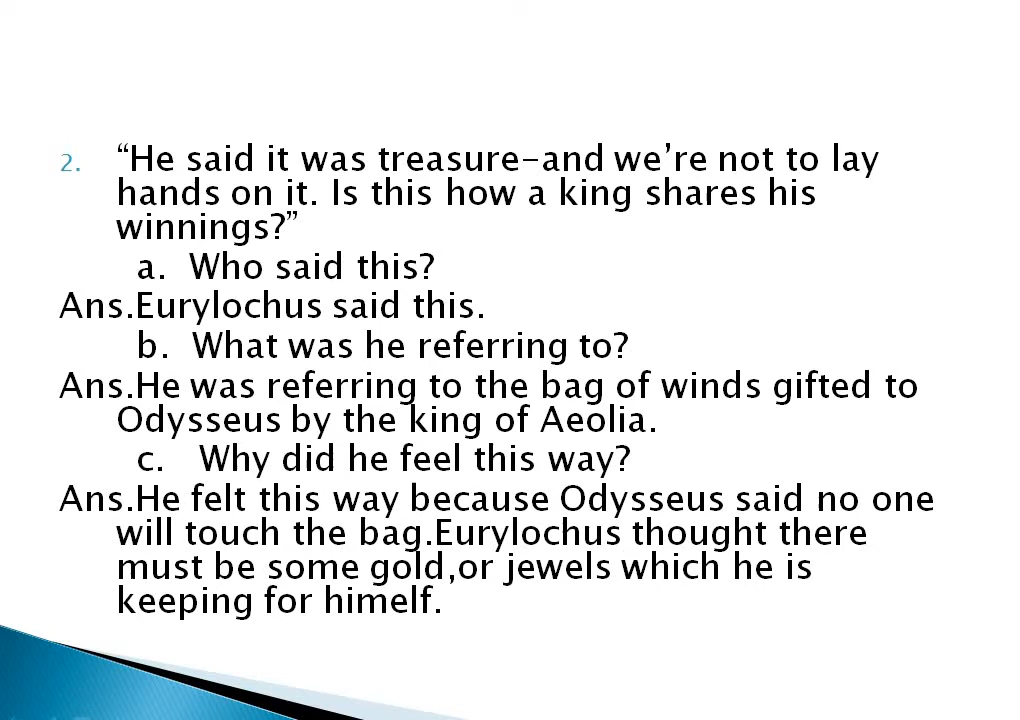 2. “He said it was treasure-and we’re not to lay
hands on it. Is this how a king shares his
winnings?”
a. Who said this?
Ans.Eurylochus said this.
b. What was he referring to?
Ans.He was referring to the bag of winds gifted to
Odysseus by the king of Aeolia.
c. Why did he feel this way?
Ans.He felt this way because Odysseus said no one
will touch the bag.Eurylochus thought there
must be some gold,or jewels which he is
keeping for himelf.